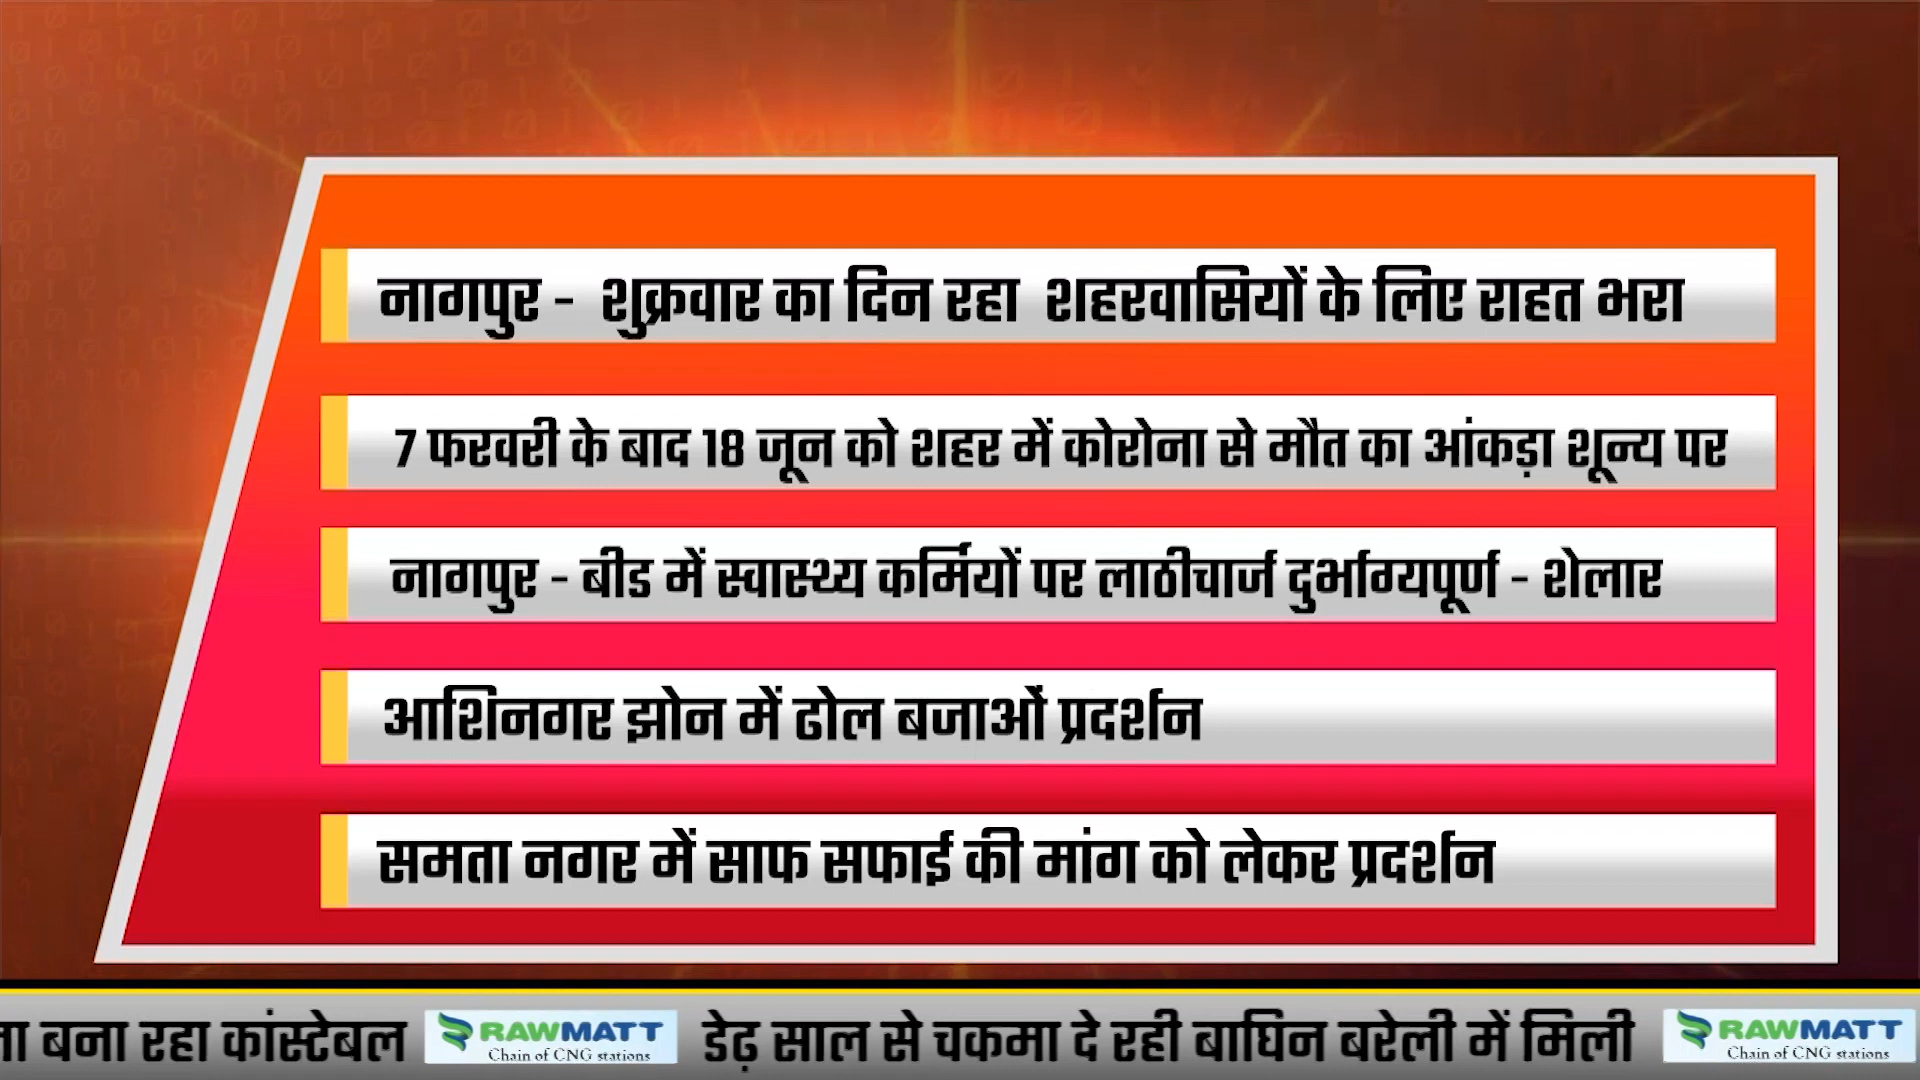 नागपुर - शुक्रवार का दिन रहा शहरवासियों के लिए राहत भरा
7 फरवरी के बाद 18 जून को शहर में कोरोना से मौत का आंकड़ा शून्य पर
नागपुर - बीड में स्वास्थ्य कर्मियों पर लाठीचार्ज दुर्भाग्यपूर्ण - शेलार
आशिनगर झोन में ढोल बजाओं प्रदर्शन
समता नगर में साफ सफाई की मांग को लेकर प्रदर्शन
बना रहा कांस्टेबल RAWMATT डेढ़ साल से चकमा दे रही बाघिन बरेली में मिली RAWMATT
Chain of CNG stations Chain of CNG stations